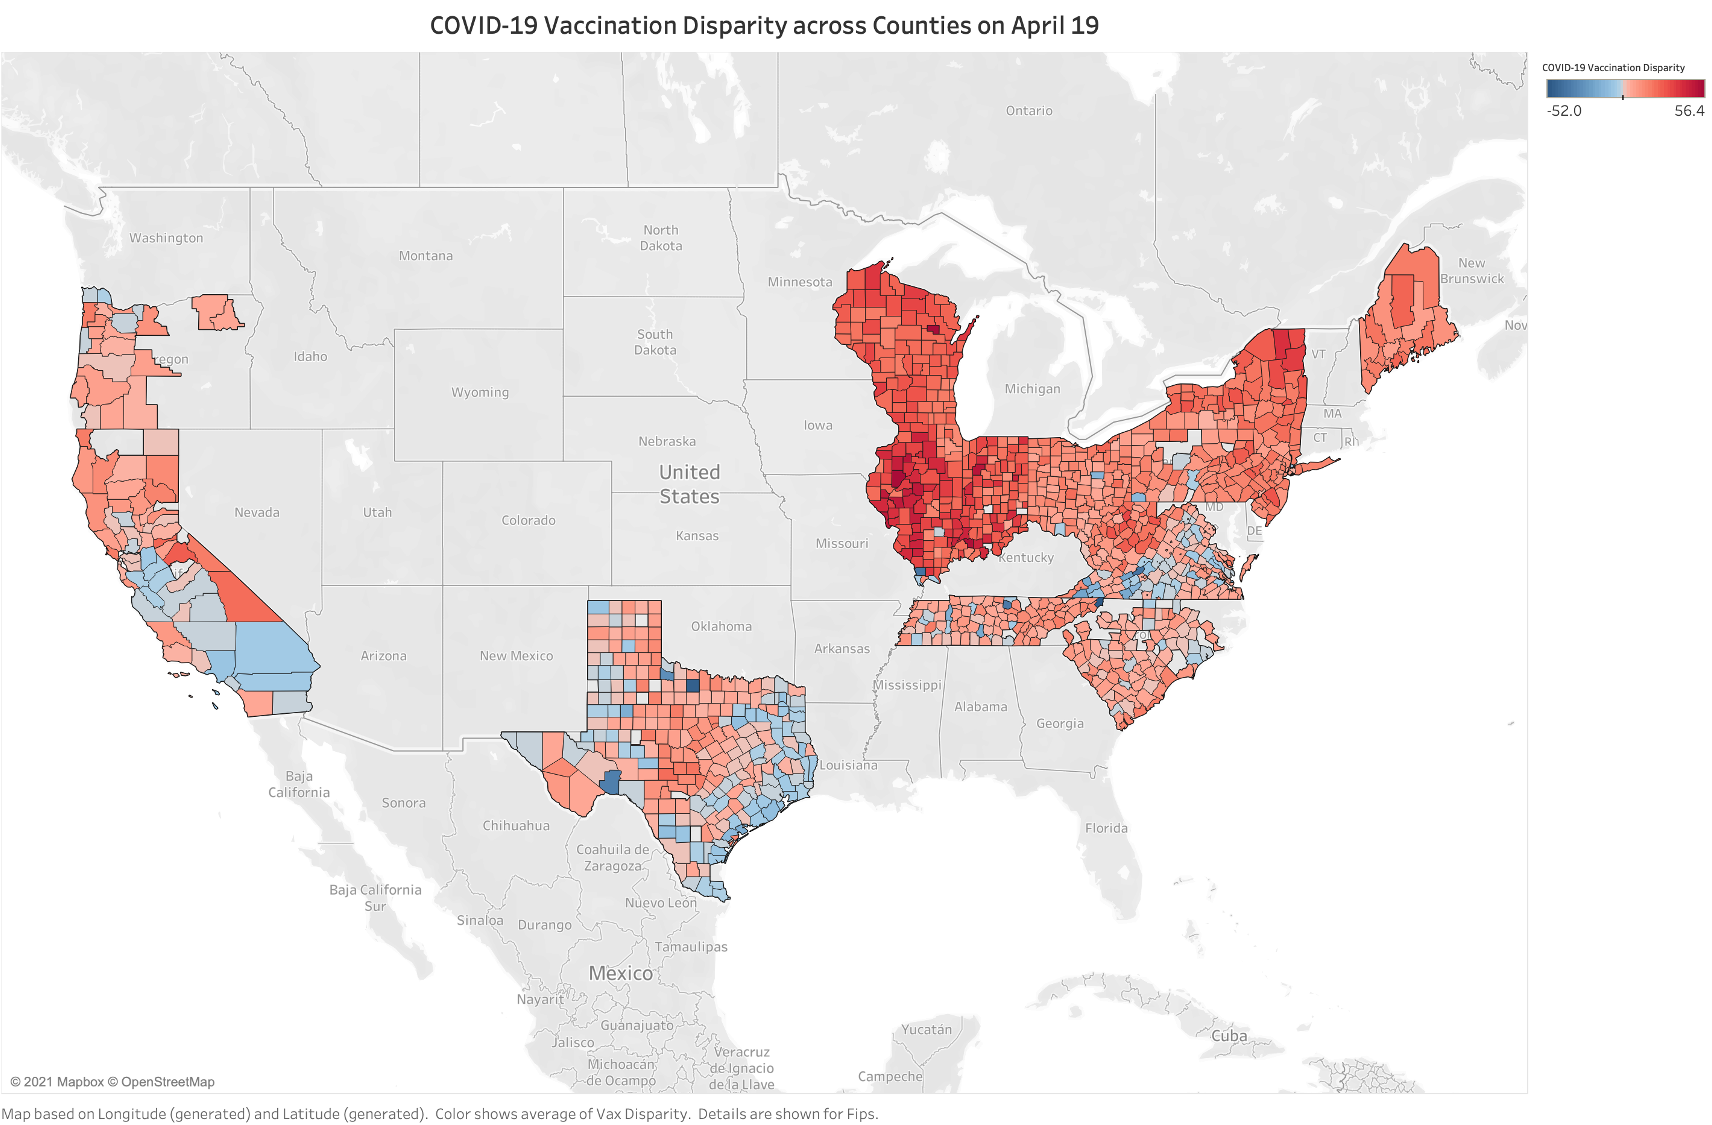 COVID-19 Vaccination Disparity across Counties on April 19
COVID-19 Vaccination Disparity
-52.0
56.4
Ontario
Washington
Montana
North
Dakota
Minnesota
New
Brunswick
Nov
South
Dakota
Idaho
regon
Wyoming
Michigan
VT
MA
CT
RI
Iowa
Nebraska
United
States
Nevada
Utah
Colorado
Kansas
Missouri
Kentucky
MD
DE
Oklahoma
Arkansas
Arizona
New Mexico
Mississippi
Alabama
Georgia
Louisiana
Baja
California
Sonora
Chihuahua
Florida
Coahuila de
Zaragoza
Baja California
Sur
Nuevo León
Sinaloa
Durango
Tamaulipas
Mexico
Nayarit
Guanajuato
Jalisco
Michoacán
de Ocampo
Veracruz
de Ignacio
de la Llave
Yucatán
Campeche
Cuba
© 2021 Mapbox © OpenStreetMap
Map based on Longitude (generated) and Latitude (generated). Color shows average of Vax Disparity. Details are shown for Fips.